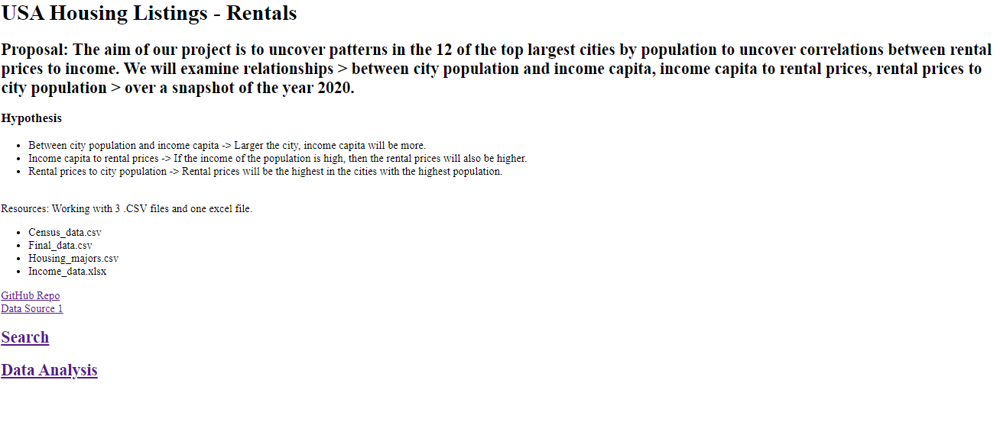 USA Housing Listings - Rentals
Proposal: The aim of our project is to uncover patterns in the 12 of the top largest cities by population to uncover correlations between rental
prices to income. We will examine relationships > between city population and income capita, income capita to rental prices, rental prices to
city population > over a snapshot of the year 2020.
Hypothesis
• Between city population and income capita -> Larger the city, income capita will be more.
• Income capita to rental prices -> If the income of the population is high, then the rental prices will also be higher.
• Rental prices to city population -> Rental prices will be the highest in the cities with the highest population.
Resources: Working with 3 .CSV files and one excel file.
• Census_data.csv
• Final_data.csv
• Housing_majors.csv
• Income_data.xlsx
GitHub Repo
Data Source 1
Search
Data Analysis